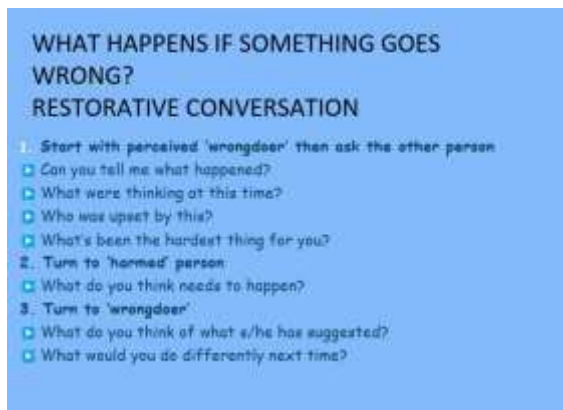 WHAT HAPPENS IF SOMETHING GOES
WRONG?
RESTORATIVE CONVERSATION
1. Start with perceived 'wrongdoer' then ask the other person
Can you tell me what happened?
What were thinking at this time?
Who was upset by this?
What's been the hardest thing for you?
2. Turn to 'harmed' person
What do you think needs to happen?
3. Turn to 'wrongdoer'
What do you think of what s/he has suggested?
What would you do differently next time?